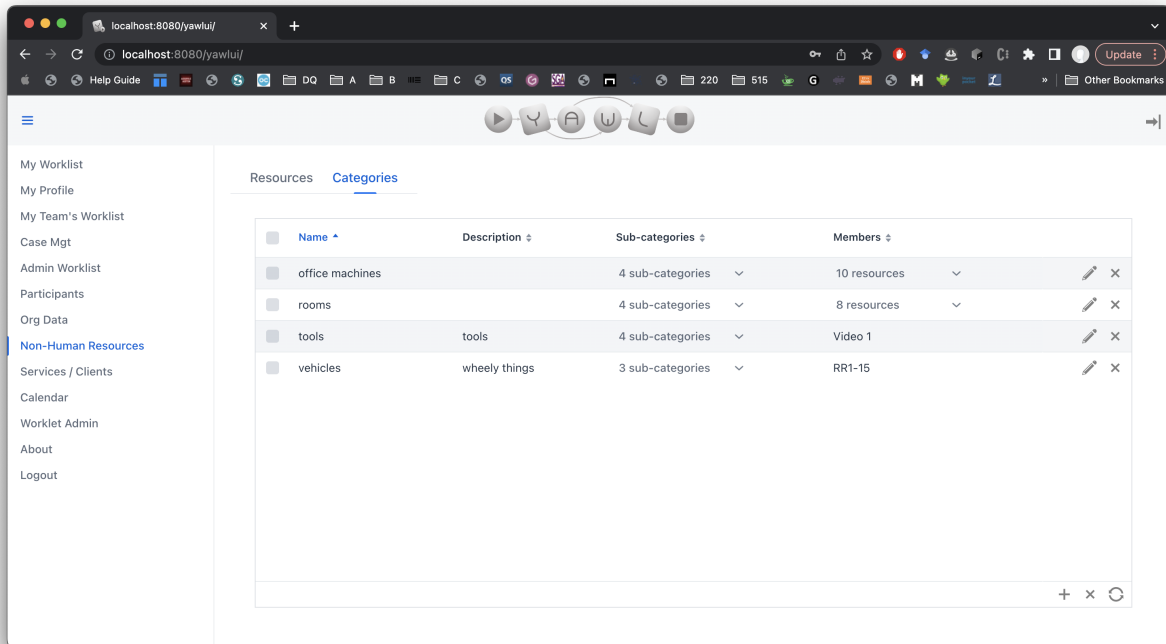 localhost:8080/yawlui/
localhost:8080/yawlui/
Update
Help Guide
DQ
A
B
C
QS
G
220
515
G
M
Other Bookmarks
Y A W L
My Worklist
My Profile
My Team's Worklist
Case Mgt
Admin Worklist
Participants
Org Data
Non-Human Resources
Services / Clients
Calendar
Worklet Admin
About
Logout
Resources Categories
Name Description Sub-categories Members
office machines 4 sub-categories 10 resources
rooms 4 sub-categories 8 resources
tools tools 4 sub-categories Video 1
vehicles wheely things 3 sub-categories RR1-15